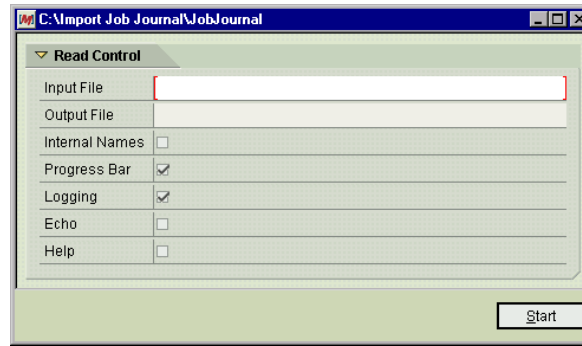 C:\Import Job Journal\JobJournal
Read Control
Input File
Output File
Internal Names
Progress Bar
Logging
Echo
Help
Start